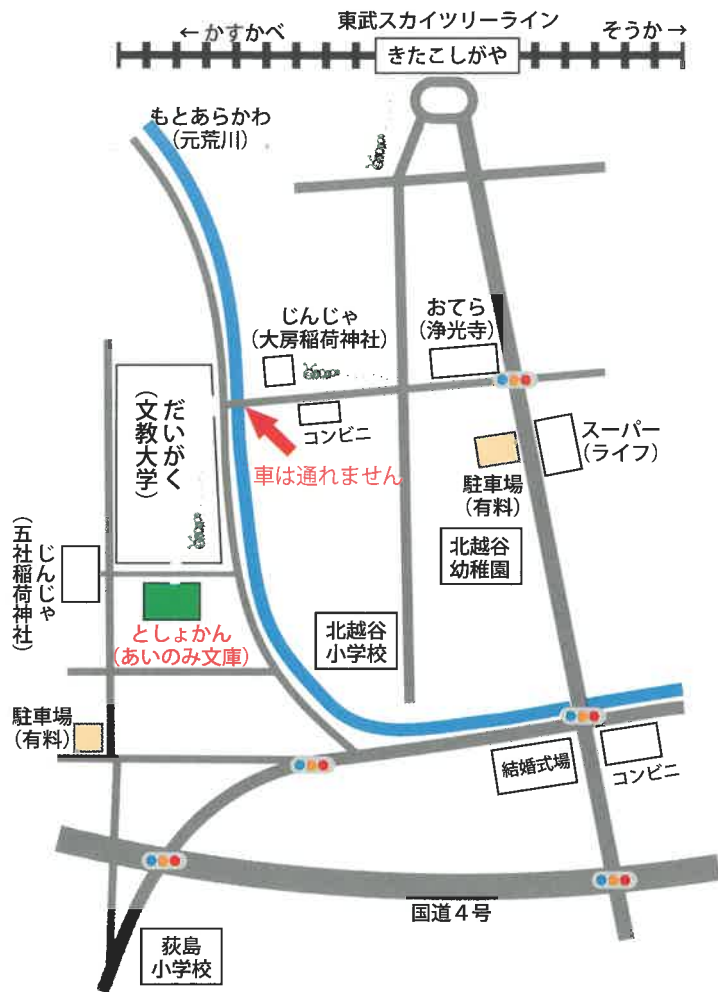 東武スカイツリーライン
← かすかべ
そうか →
きたこしがや
もとあらかわ
(元荒川)
じんじゃ
(大房稲荷神社)
おてら
(浄光寺)
コンビニ
車は通れません
だいがく
(文教大学)
スーパー
(ライフ)
駐車場
(有料)
北越谷
幼稚園
じんじゃ
(五社稲荷神社)
としょかん
(あいのみ文庫)
北越谷
小学校
駐車場
(有料)
結婚式場
コンビニ
国道4号
荻島
小学校